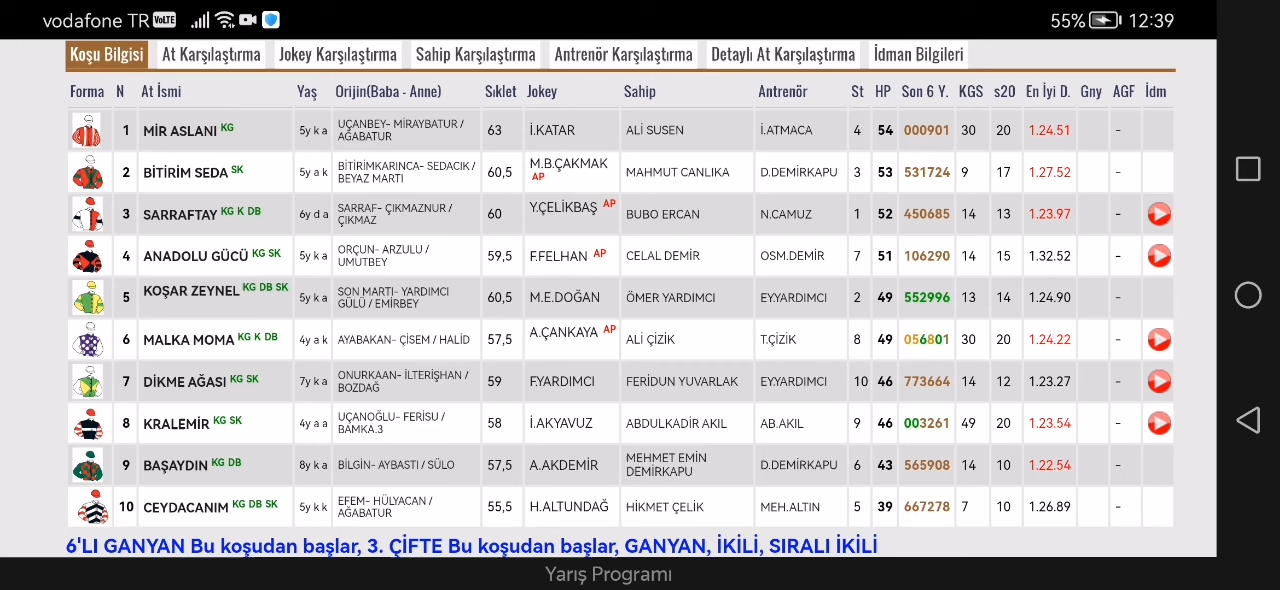 vodafone TR VoLTE 55% 12:39
Koşu Bilgisi At Karşılaştırma Jokey Karşılaştırma Sahip Karşılaştırma Antrenör Karşılaştırma Detaylı At Karşılaştırma İdman Bilgileri
Forma N At İsmi Yaş Orijin(Baba - Anne) Sıklet Jokey Sahip Antrenör St HP Son 6 Y. KGS s20 En İyi D. Gny AGF İdm
1 MİR ASLANI KG 5y k a UÇANBEY- MİRAYBATUR / AĞABATUR 63 İ.KATAR ALİ SUSEN İ.ATMACA 4 54 000901 30 20 1.24.51 -
2 BİTİRİM SEDA SK 5y a k BİTİRİMKARINCA- SEDACIK / BEYAZ MARTI 60,5 M.B.ÇAKMAK AP MAHMUT CANLIKA D.DEMİRKAPU 3 53 531724 9 17 1.27.52 -
3 SARRAFTAY KG K DB 6y d a SARRAF- ÇIKMAZNUR / ÇIKMAZ 60 Y.ÇELİKBAŞ AP BUBO ERCAN N.CAMUZ 1 52 450685 14 13 1.23.97 -
4 ANADOLU GÜCÜ KG SK 5y k a ORÇUN- ARZULU / UMUTBEY 59,5 F.FELHAN AP CELAL DEMİR OSM.DEMİR 7 51 106290 14 15 1.32.52 -
5 KOŞAR ZEYNEL KG DB SK 5y k a SON MARTI- YARDIMCI GÜLÜ / EMİRBEY 60,5 M.E.DOĞAN ÖMER YARDIMCI EY.YARDIMCI 2 49 552996 13 14 1.24.90 -
6 MALKA MOMA KG K DB 4y a k AYABAKAN- ÇİSEM / HALİD 57,5 A.ÇANKAYA AP ALİ ÇİZİK T.ÇİZİK 8 49 056801 30 20 1.24.22 -
7 DİKME AĞASI KG SK 7y k a ONURKAAN- İLTERİŞHAN / BOZDAĞ 59 F.YARDIMCI FERİDUN YUVARLAK EY.YARDIMCI 10 46 773664 14 12 1.23.27 -
8 KRALEMİR KG SK 4y a a UÇANOĞLU- FERİSU / BAMKA.3 58 İ.AKYAVUZ ABDULKADİR AKIL AB.AKIL 9 46 003261 49 20 1.23.54 -
9 BAŞAYDIN KG DB 8y k a BİLGİN- AYBASTI / SÜLO 57,5 A.AKDEMİR MEHMET EMİN DEMİRKAPU D.DEMİRKAPU 6 43 565908 14 10 1.22.54 -
10 CEYDACANIM KG DB SK 5y k k EFEM- HÜLYACAN / AĞABATUR 55,5 H.ALTUNDAĞ HİKMET ÇELİK MEH.ALTIN 5 39 667278 7 10 1.26.89 -
6'LI GANYAN Bu koşudan başlar, 3. ÇİFTE Bu koşudan başlar, GANYAN, İKİLİ, SIRALI İKİLİ
Yarış Programı